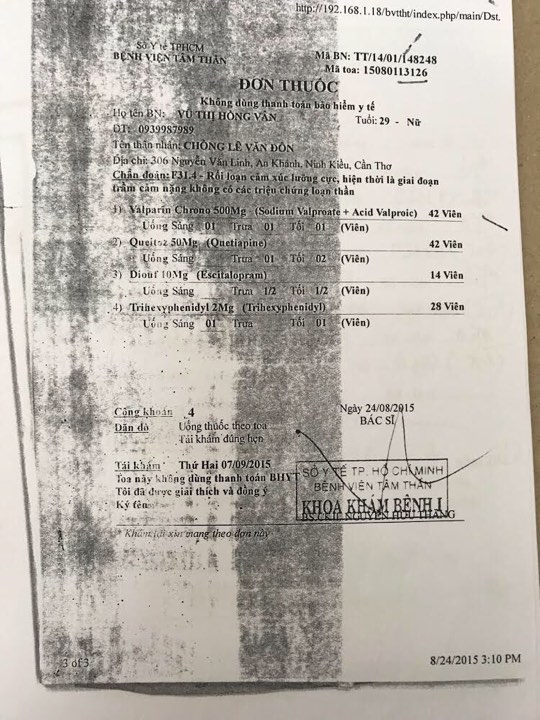 http://192.168.1.18/bvttht/index.php/main/Dst.
Sở Y tế TPHCM
BỆNH VIỆN TÂM THẦN
Mã BN: TT/14/01/148248
Mã toa: 15080113126
ĐƠN THUỐC
Không dùng thanh toán bảo hiểm y tế
Họ tên BN: VŨ THỊ HỒNG VÂN Tuổi: 29 - Nữ
ĐT: 0939987989
Tên thân nhân: CHỒNG LÊ VĂN ĐÔN
Địa chỉ: 306 Nguyễn Văn Linh, An Khánh, Ninh Kiều, Cần Thơ
Chẩn đoán: F31.4 - Rối loạn cảm xúc lưỡng cực, hiện thời là giai đoạn
trầm cảm nặng không có các triệu chứng loạn thần
1) Valparin Chrono 500Mg (Sodium Valproate + Acid Valproic) 42 Viên
Uống Sáng 01 Trưa 01 Tối 01 (Viên)
2) Queitoz 50Mg (Quetiapine) 42 Viên
Uống Sáng Trưa 01 Tối 02 (Viên)
3) Diouf 10Mg (Escitalopram) 14 Viên
Uống Sáng Trưa 1/2 Tối 1/2 (Viên)
4) Trihexyphenidyl 2Mg (Trihexyphenidyl) 28 Viên
Uống Sáng 01 Trưa Tối 01 (Viên)
Cộng khoản 4
Dặn dò Uống thuốc theo toa
Tái khám đúng hẹn
Ngày 24/08/2015
BÁC SĨ
Tái khám Thứ Hai 07/09/2015
Toa này không dùng thanh toán BHYT
Tôi đã được giải thích và đồng ý
Ký tên
SỞ Y TẾ TP. HỒ CHÍ MINH
BỆNH VIỆN TÂM THẦN
KHOA KHÁM BỆNH I
BS.CKII NGUYỄN HỮU THẮNG
* Khám lại xin mang theo đơn này
3 of 3
8/24/2015 3:10 PM